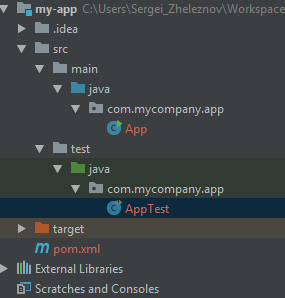 my-app C:\Users\Sergei_Zheleznov\Workspace
.idea
src
main
java
com.mycompany.app
App
test
java
com.mycompany.app
AppTest
target
pom.xml
External Libraries
Scratches and Consoles